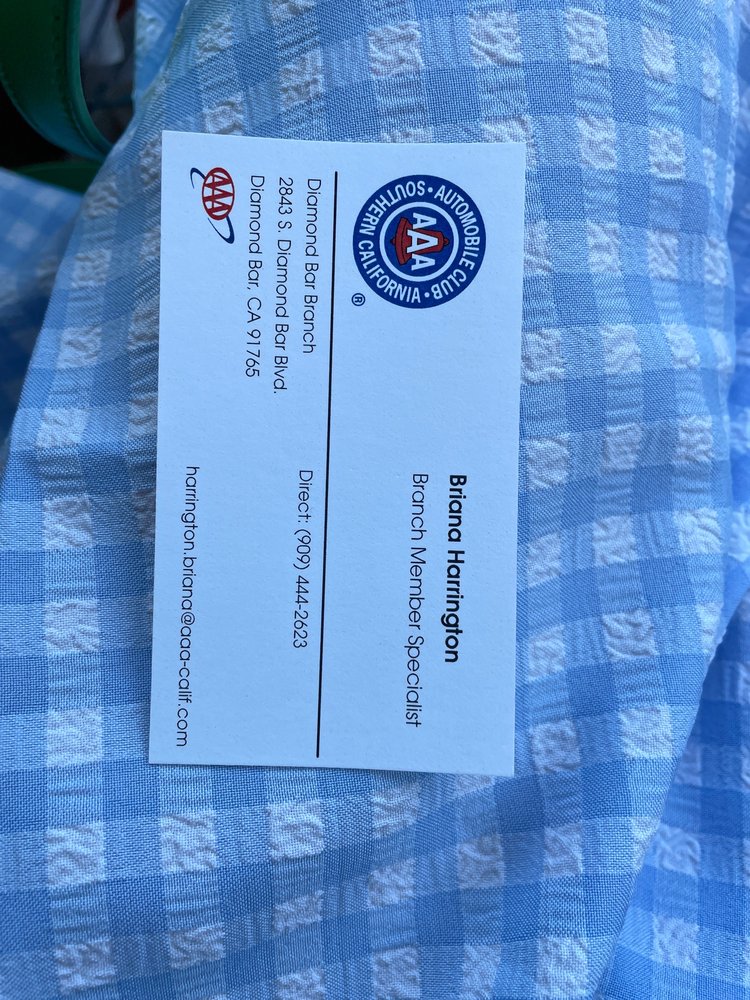 AUTOMOBILE CLUB
SOUTHERN CALIFORNIA
AAA
®
Briana Harrington
Branch Member Specialist
Diamond Bar Branch
2843 S. Diamond Bar Blvd.
Diamond Bar, CA 91765
Direct: (909) 444-2623
AAA
harrington.briana@aaa-calif.com